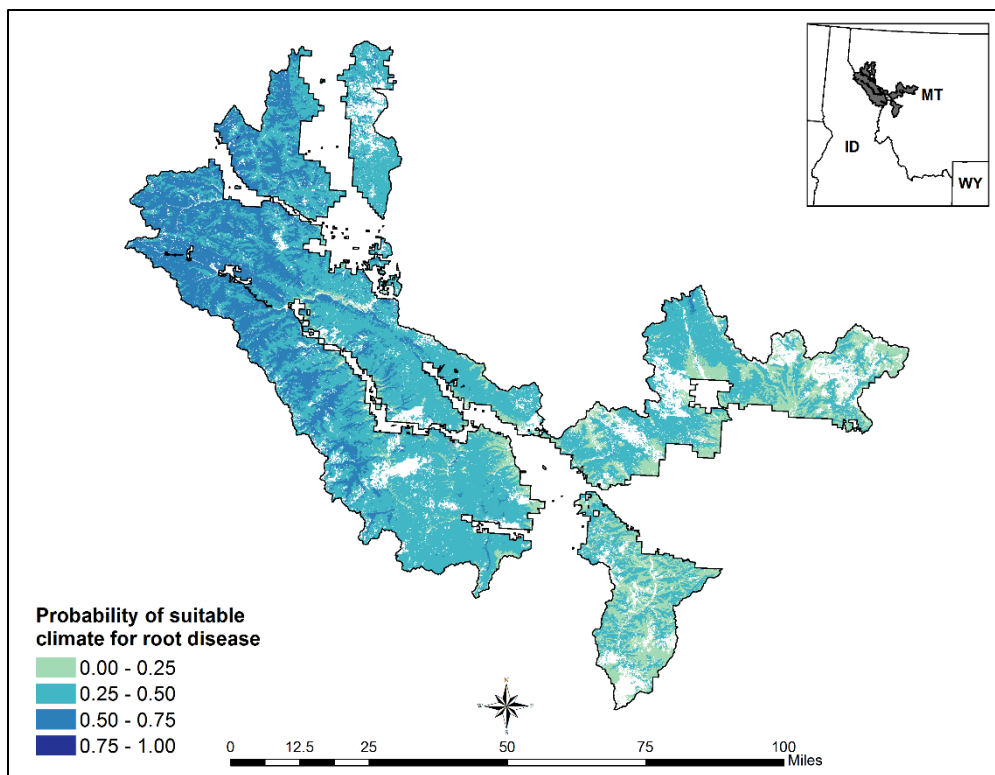 MT
ID
WY
Probability of suitable
climate for root disease
0.00 - 0.25
0.25 - 0.50
0.50 - 0.75
0.75 - 1.00
N
W
E
S
0 12.5 25 50 75 100
Miles